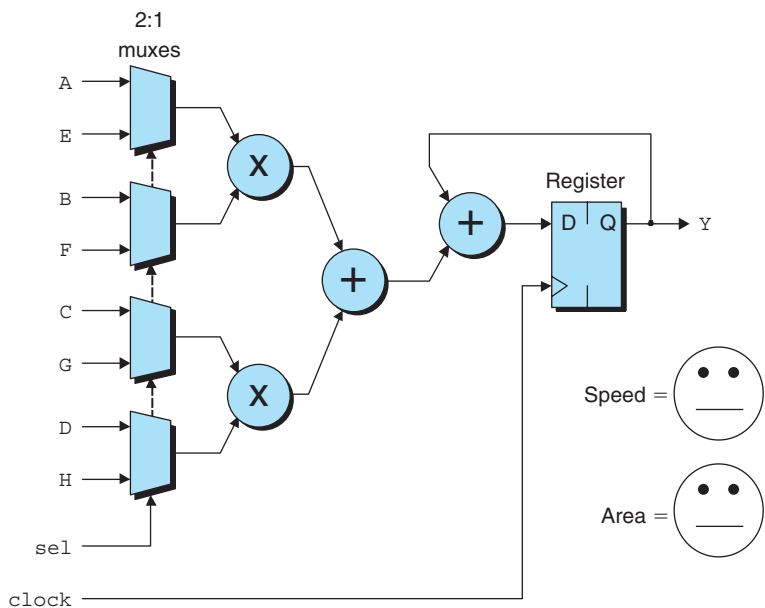 2:1
muxes
A
E
B
F
C
G
D
H
sel
clock
x
x
+
+
Register
D Q
Y
Speed =
Area =